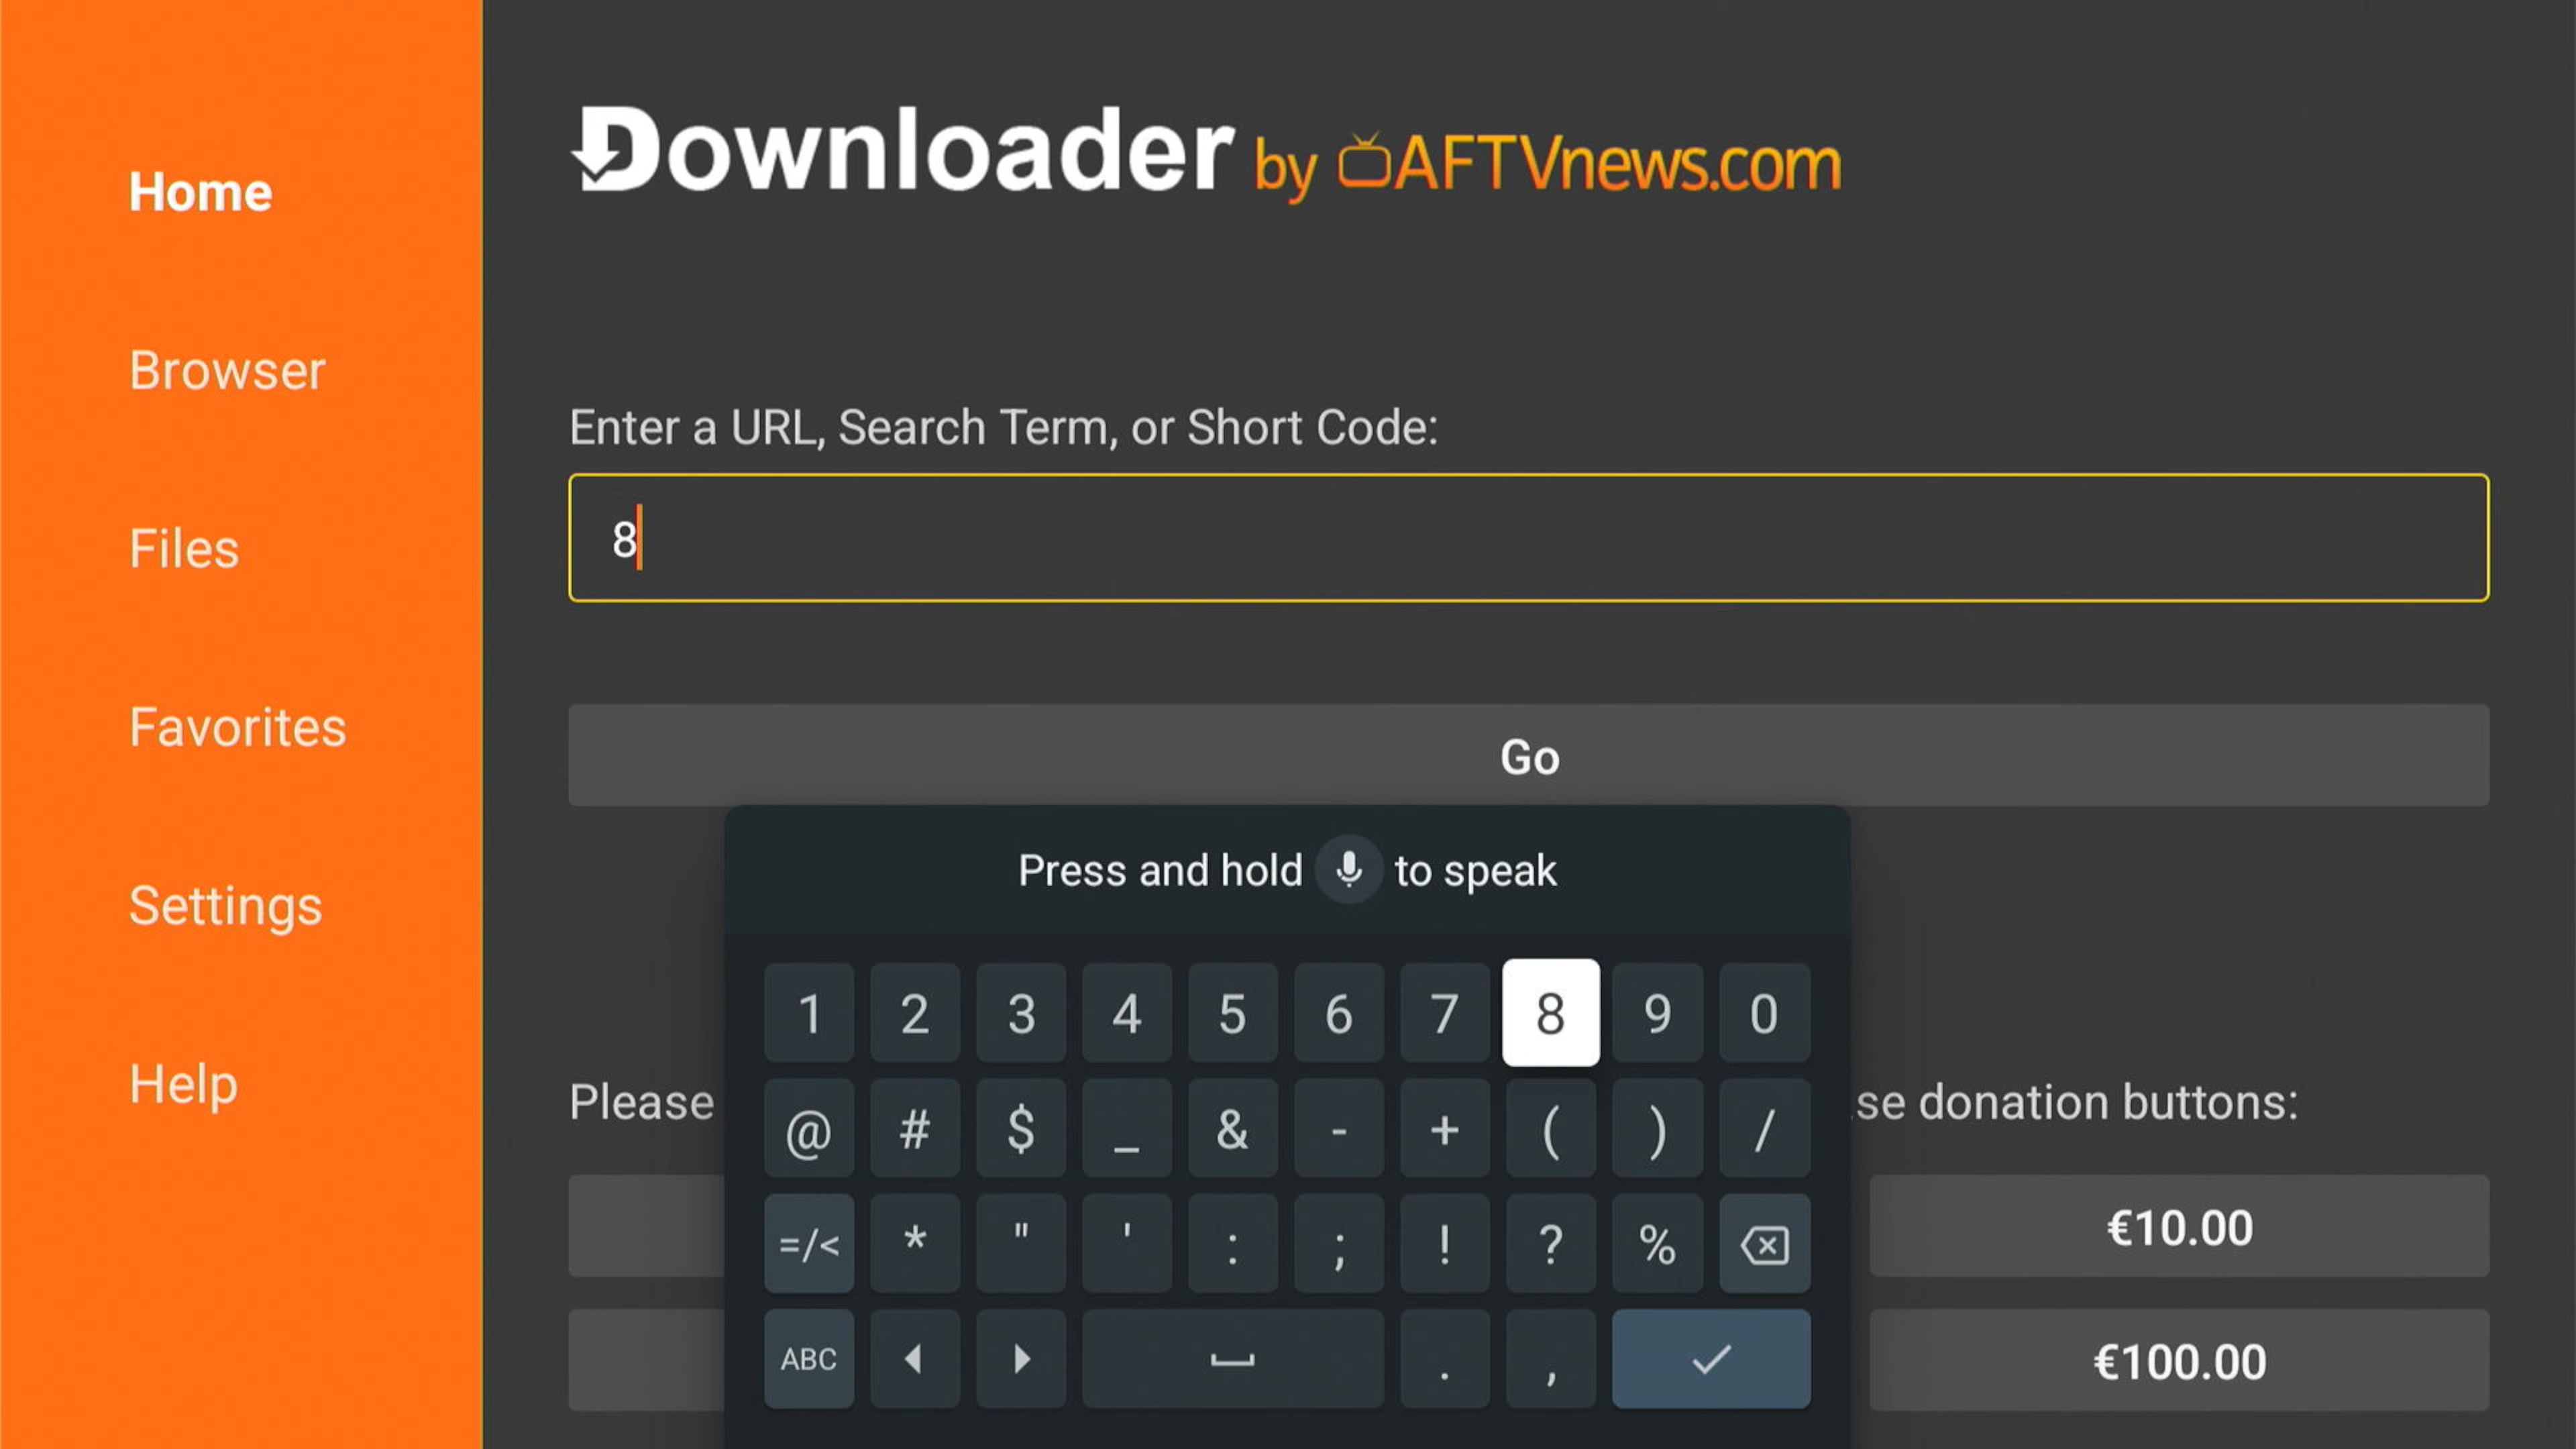 Downloader by AFTVnews.com
Home
Browser
Files
Favorites
Settings
Help
Enter a URL, Search Term, or Short Code:
8
Go
Press and hold to speak
1 2 3 4 5 6 7 8 9 0
@ # $ _ & - + ( ) /
=/< * " ' : ; ! ? %
ABC . ,
Please
se donation buttons:
€10.00
€100.00